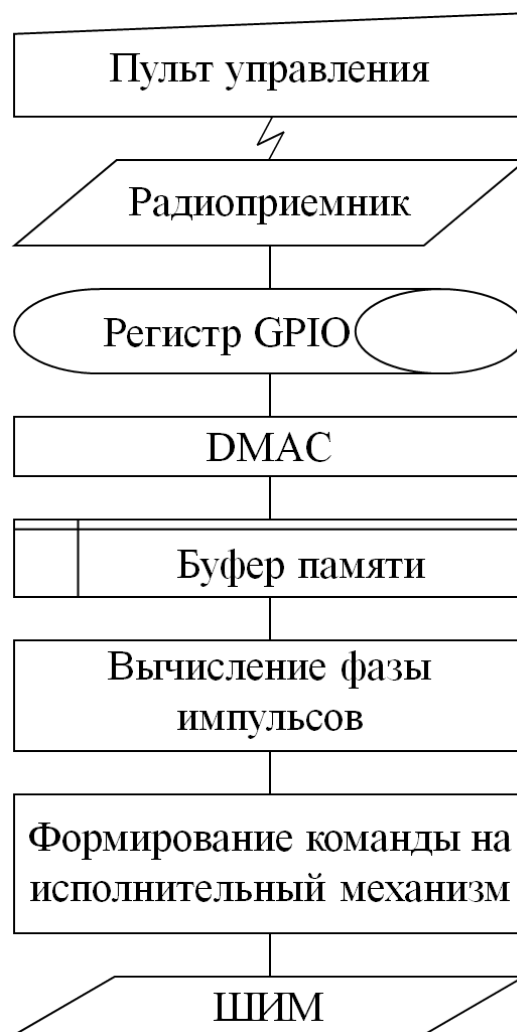 Пульт управления
Радиоприемник
Регистр GPIO
DMAC
Буфер памяти
Вычисление фазы
импульсов
Формирование команды на
исполнительный механизм
ШИМ